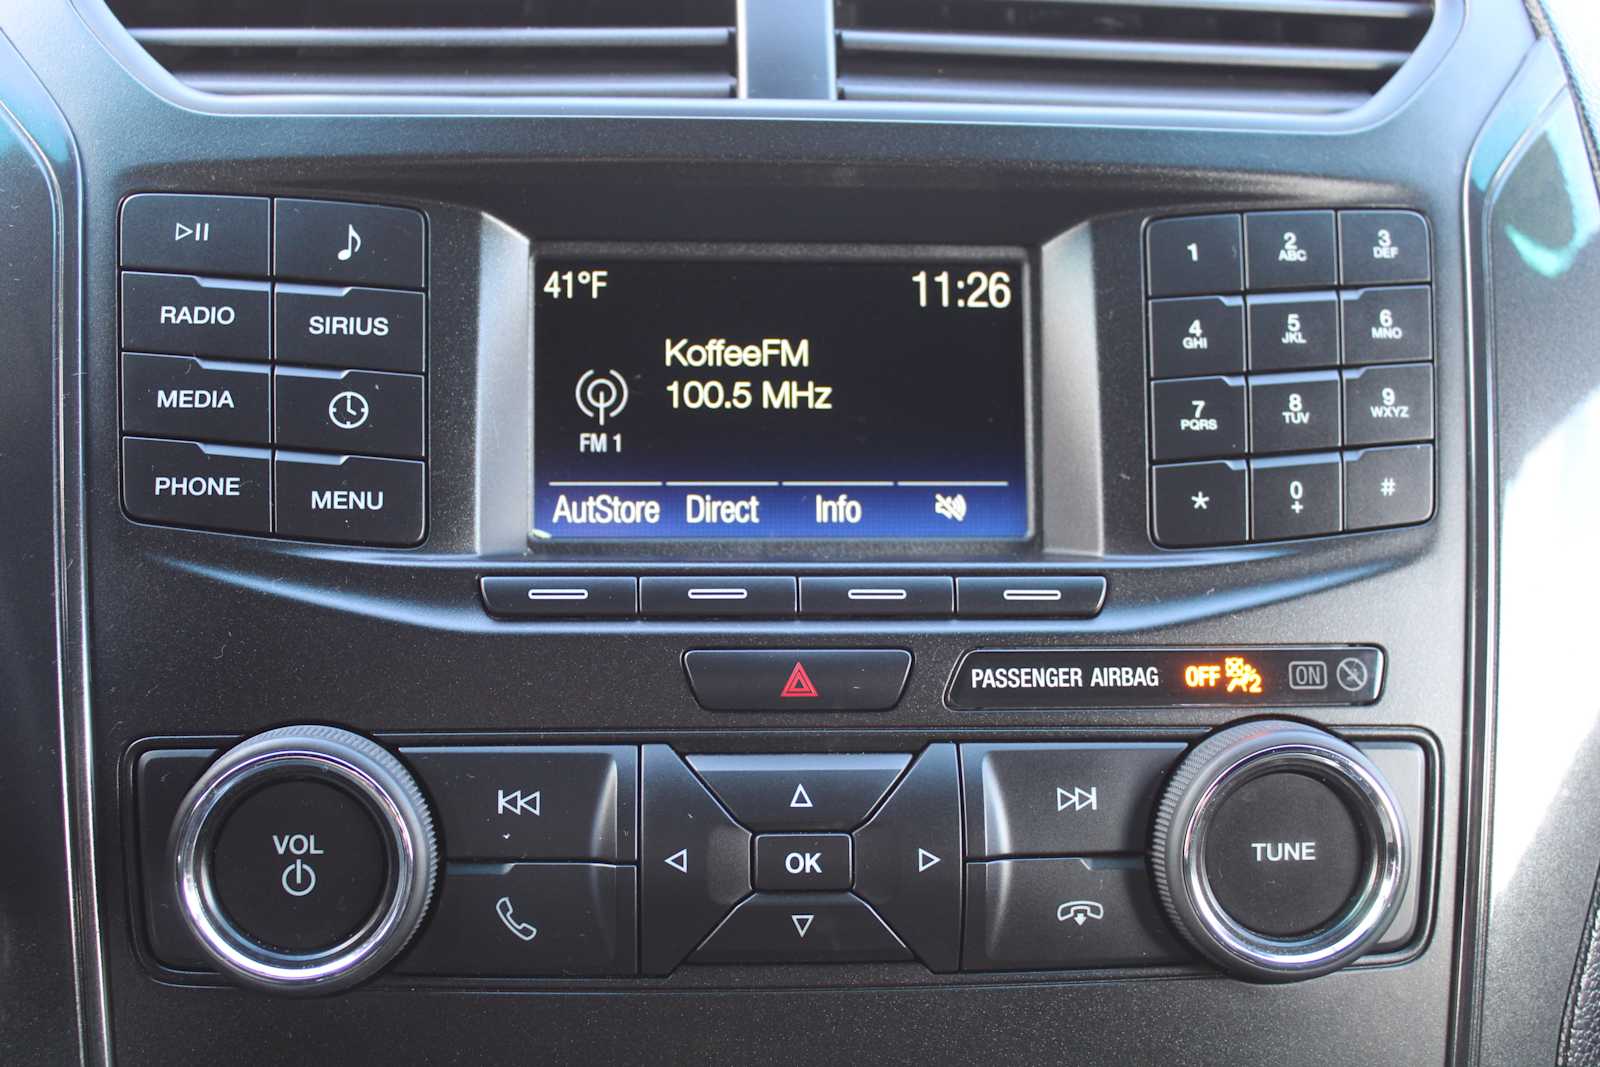 RADIO
SIRIUS
MEDIA
PHONE
MENU
41°F
11:26
KoffeeFM
100.5 MHz
FM 1
AutStore Direct Info
1
2
ABC
3
DEF
4
GHI
5
JKL
6
MNO
7
PQRS
8
TUV
9
WXYZ
*
0
+
#
PASSENGER AIRBAG OFF 2 ON
VOL
OK
TUNE